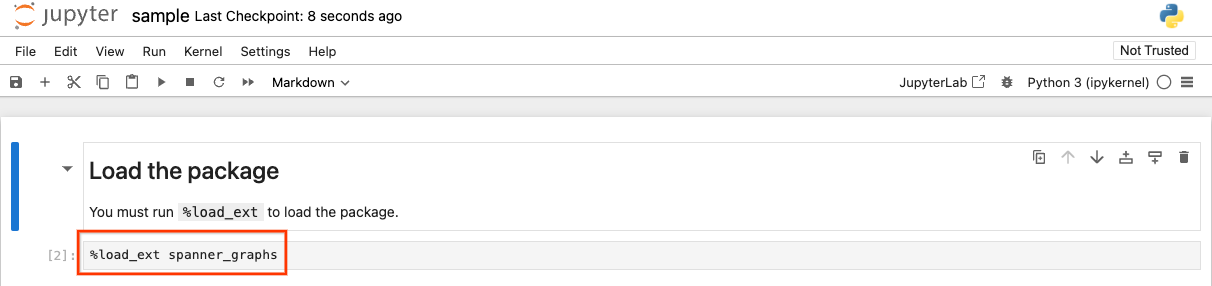 jupyter sample Last Checkpoint: 8 seconds ago
File Edit View Run Kernel Settings Help Not Trusted
Markdown JupyterLab Python 3 (ipykernel)
Load the package
You must run %load_ext to load the package.
[2]: %load_ext spanner_graphs